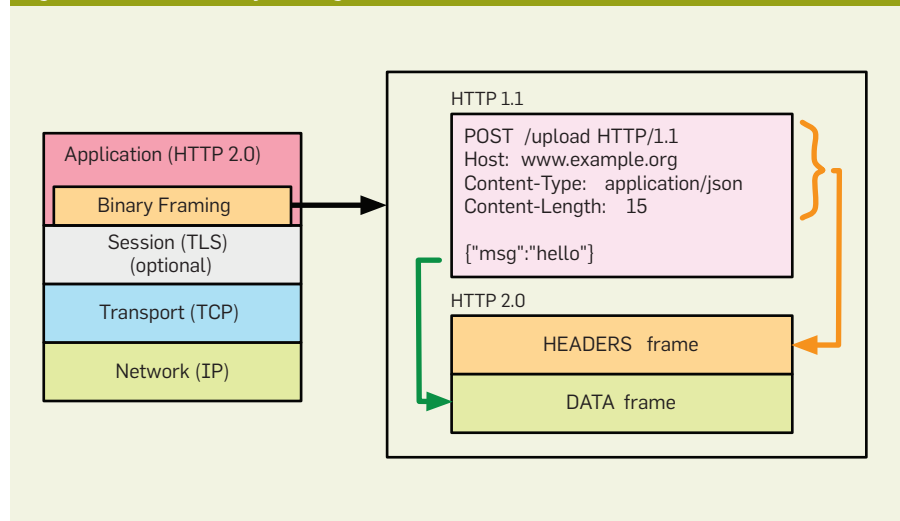 Application (HTTP 2.0)
Binary Framing
Session (TLS)
(optional)
Transport (TCP)
Network (IP)
HTTP 1.1
POST /upload HTTP/1.1
Host: www.example.org
Content-Type: application/json
Content-Length: 15
{"msg":"hello"}
HTTP 2.0
HEADERS frame
DATA frame